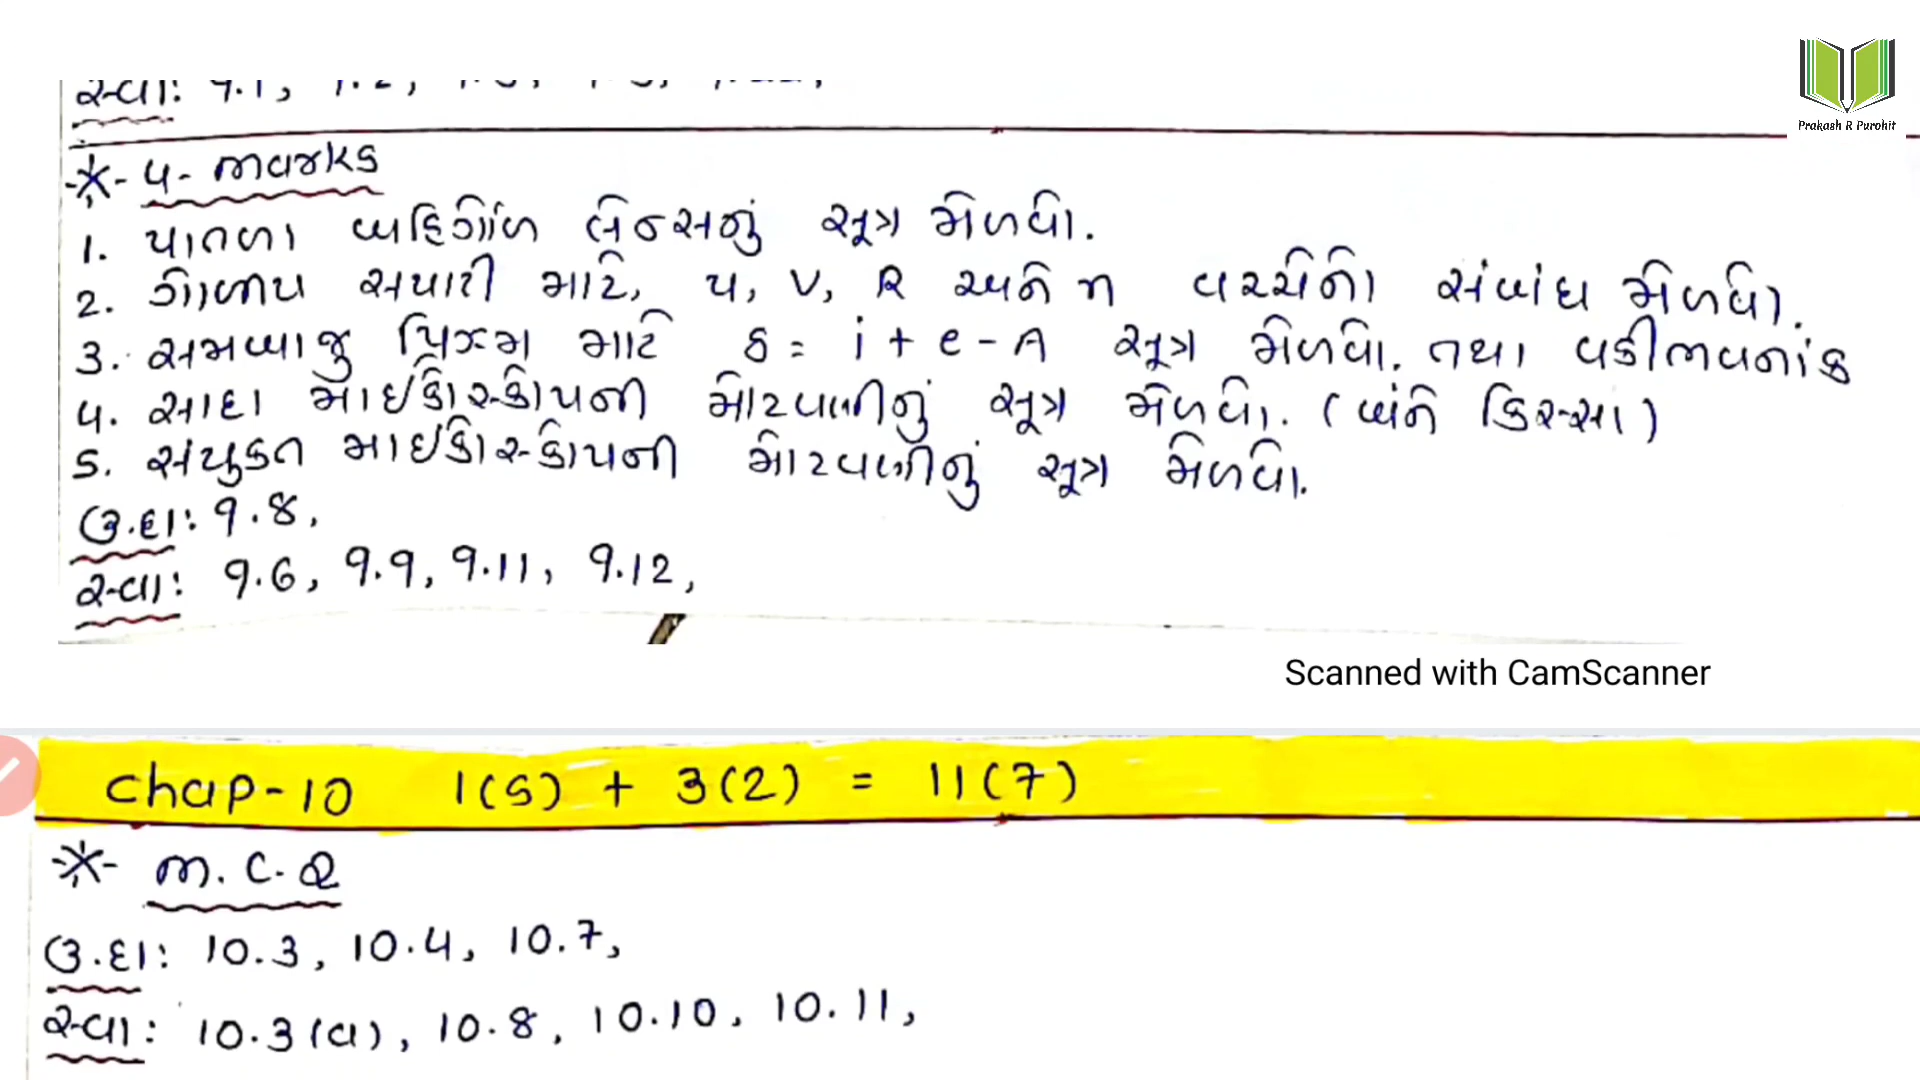 Prakash R Purohit
સ્વા: 9.1,
-*- 4- marks
1. પાતળા બહિર્ગોળ લેન્સનું સૂત્ર મેળવો.
2. ગોળીય સપાટી માટે, u, v, R અને n વચ્ચેનો સંબંધ મેળવો.
3. સમબાજુ પ્રિઝમ માટે δ = i + e - A સૂત્ર મેળવો. તથા વક્રીભવનાંક
4. સાદા માઇક્રોસ્કોપની મોટવણીનું સૂત્ર મેળવો. (બંને કિસ્સા)
5. સંયુક્ત માઇક્રોસ્કોપની મોટવણીનું સૂત્ર મેળવો.
ઉ.દા: 9.8,
સ્વા: 9.6, 9.9, 9.11, 9.12,
Scanned with CamScanner
Chap-10 1(5) + 3(2) = 11(7)
-*- M.C.Q
ઉ.દા: 10.3, 10.4, 10.7,
સ્વા: 10.3(a), 10.8, 10.10, 10.11,